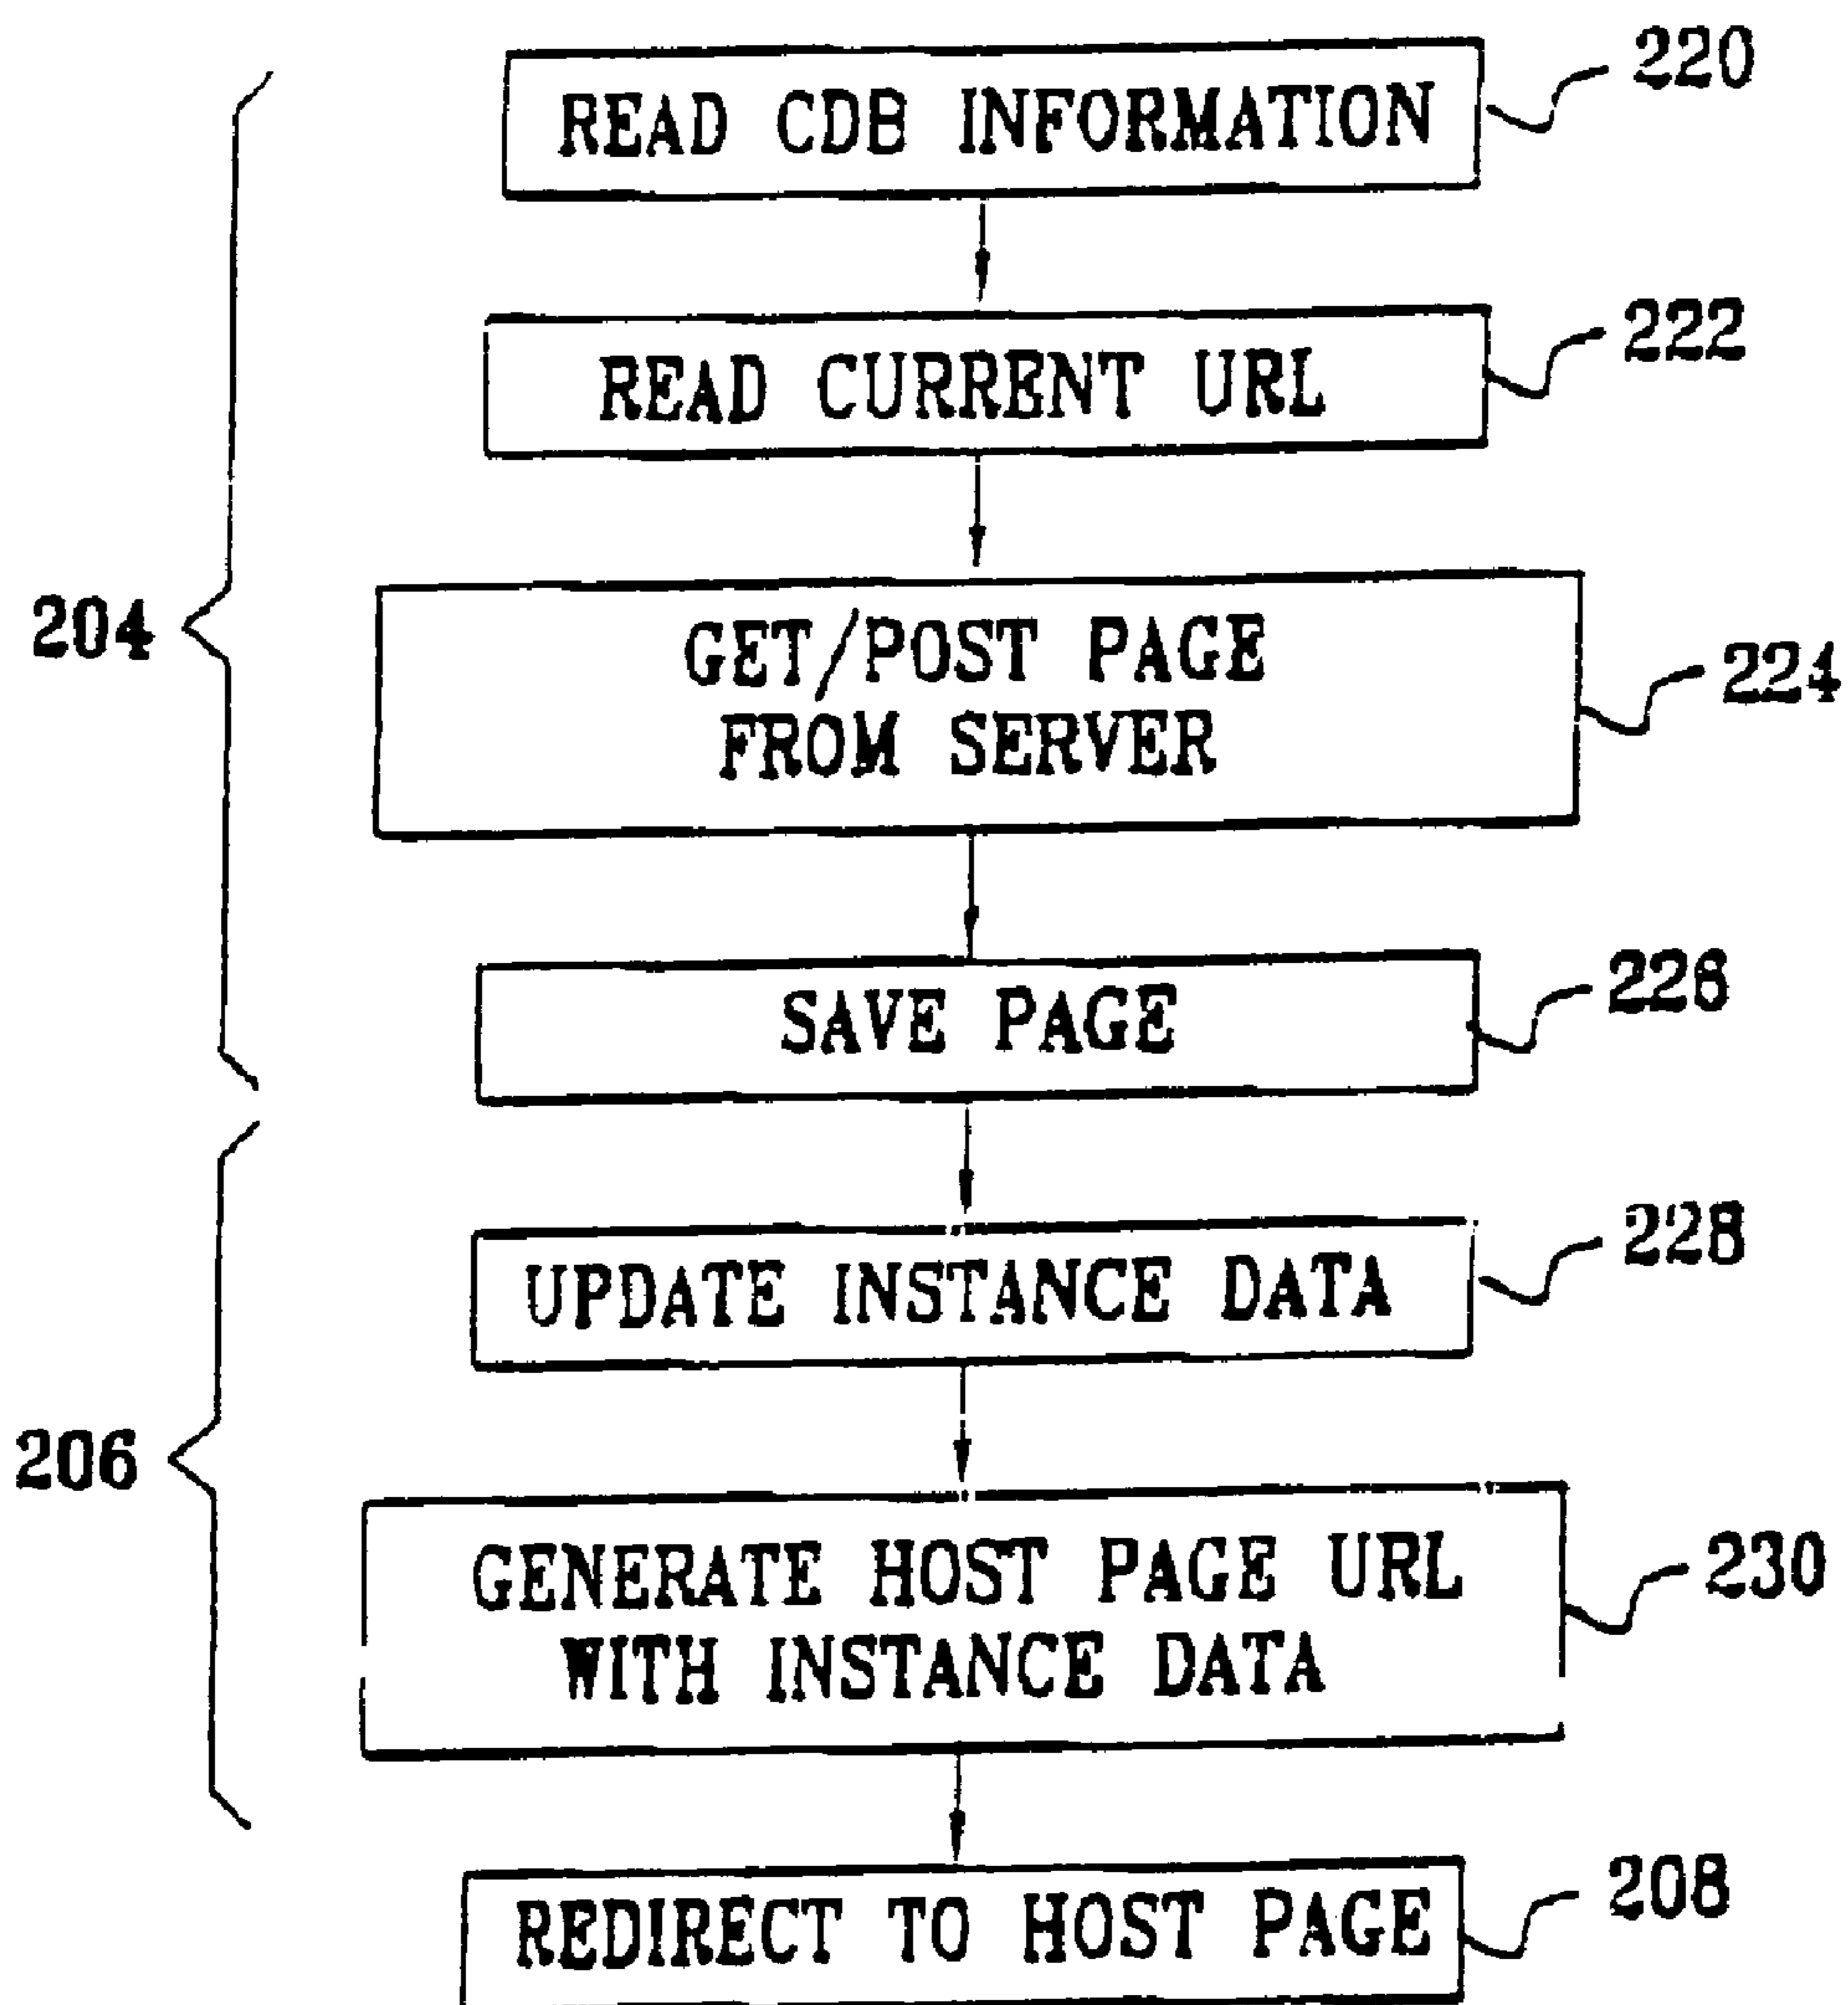 READ CDB INFORMATION
220
READ CURRENT URL
222
204
GET/POST PAGE
FROM SERVER
224
SAVE PAGE
226
UPDATE INSTANCE DATA
228
206
GENERATE HOST PAGE URL
WITH INSTANCE DATA
230
REDIRECT TO HOST PAGE
208